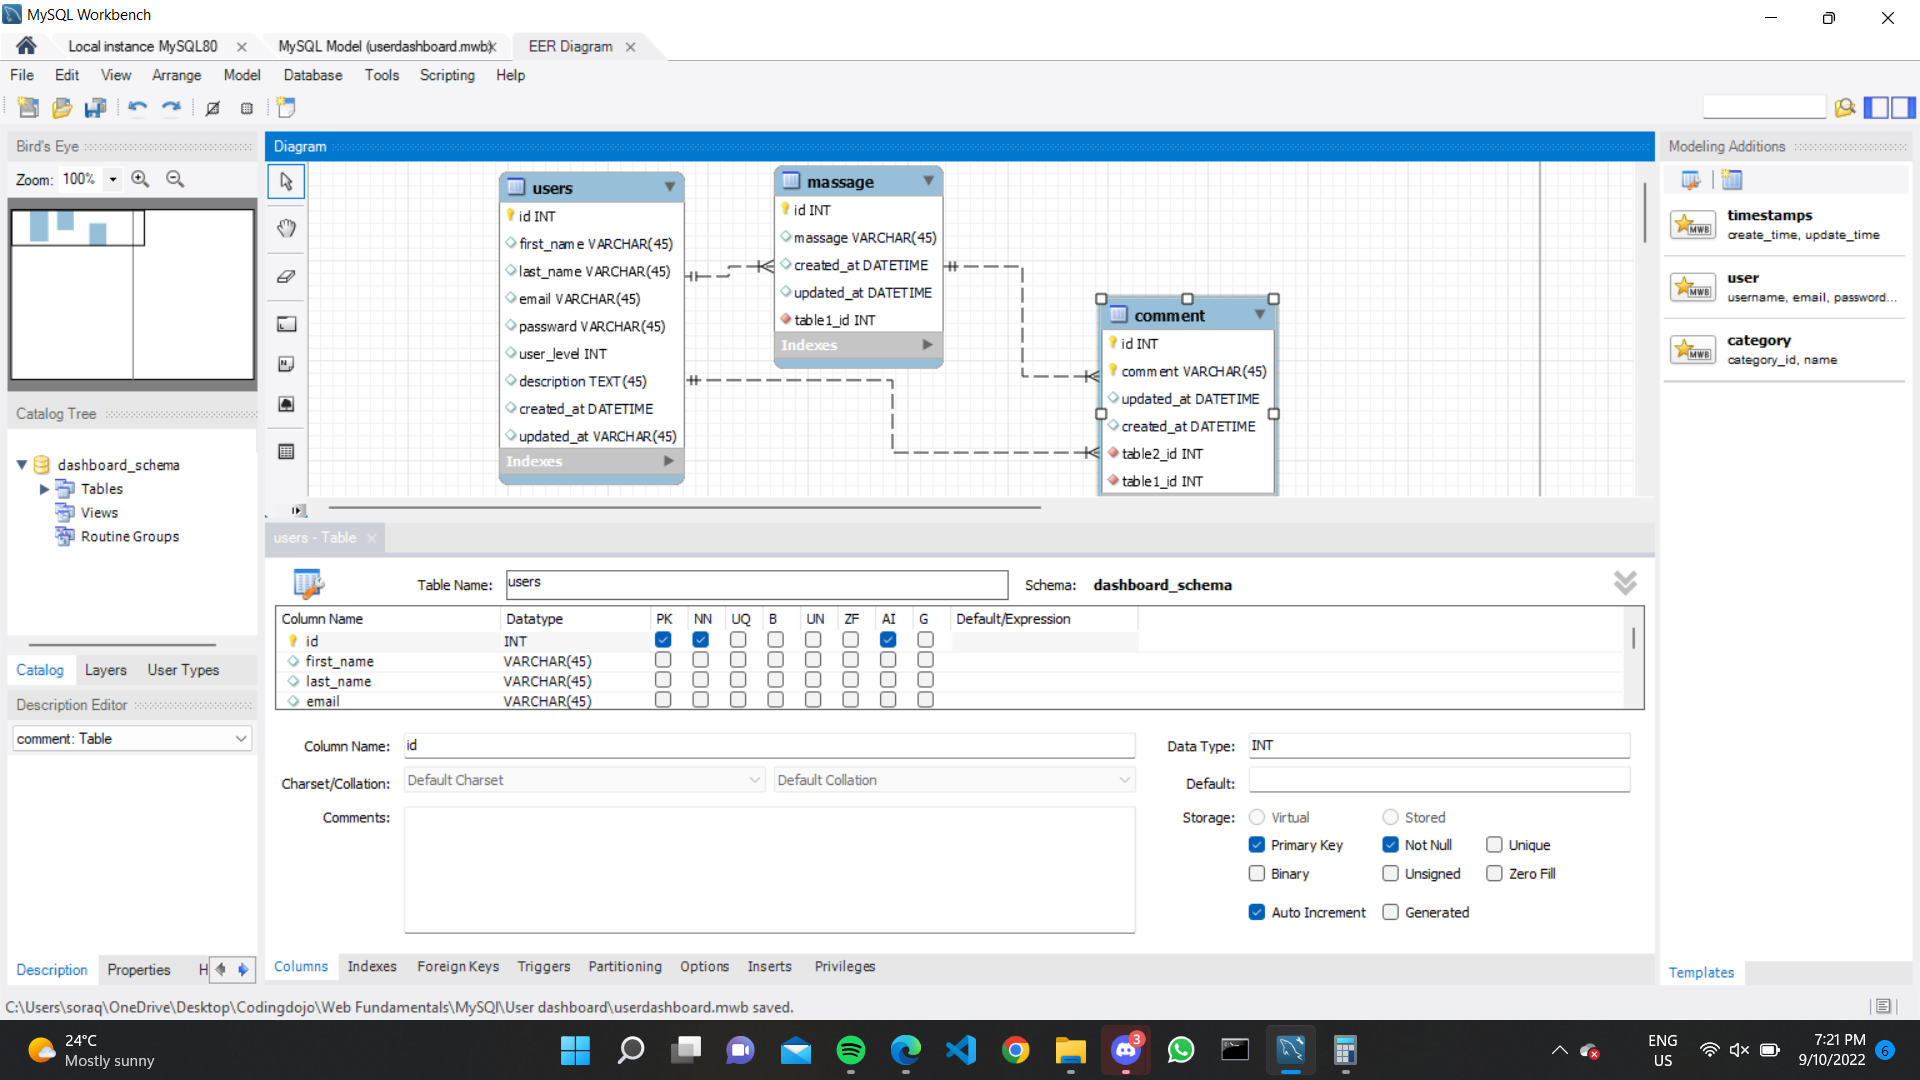 MySQL Workbench
Local instance MySQL80
MySQL Model (userdashboard.mwb)
EER Diagram
File Edit View Arrange Model Database Tools Scripting Help
Bird's Eye
Zoom: 100%
Catalog Tree
dashboard_schema
Tables
Views
Routine Groups
Catalog Layers User Types
Description Editor
comment: Table
Description Properties H
Diagram
users
id INT
first_name VARCHAR(45)
last_name VARCHAR(45)
email VARCHAR(45)
passward VARCHAR(45)
user_level INT
description TEXT(45)
created_at DATETIME
updated_at VARCHAR(45)
Indexes
massage
id INT
massage VARCHAR(45)
created_at DATETIME
updated_at DATETIME
table1_id INT
Indexes
comment
id INT
comment VARCHAR(45)
updated_at DATETIME
created_at DATETIME
table2_id INT
table1_id INT
users - Table
Table Name: users Schema: dashboard_schema
Column Name Datatype PK NN UQ B UN ZF AI G Default/Expression
id INT
first_name VARCHAR(45)
last_name VARCHAR(45)
email VARCHAR(45)
Column Name: id Data Type: INT
Charset/Collation: Default Charset Default Collation Default:
Comments: Storage: Virtual Stored
Primary Key Not Null Unique
Binary Unsigned Zero Fill
Auto Increment Generated
Columns Indexes Foreign Keys Triggers Partitioning Options Inserts Privileges
Modeling Additions
MWB
timestamps
create_time, update_time
MWB
user
username, email, password...
MWB
category
category_id, name
Templates
C:\Users\soraq\OneDrive\Desktop\Codingdojo\Web Fundamentals\MySQl\User dashboard\userdashboard.mwb saved.
24°C
Mostly sunny
3
ENG
US
7:21 PM
9/10/2022
6